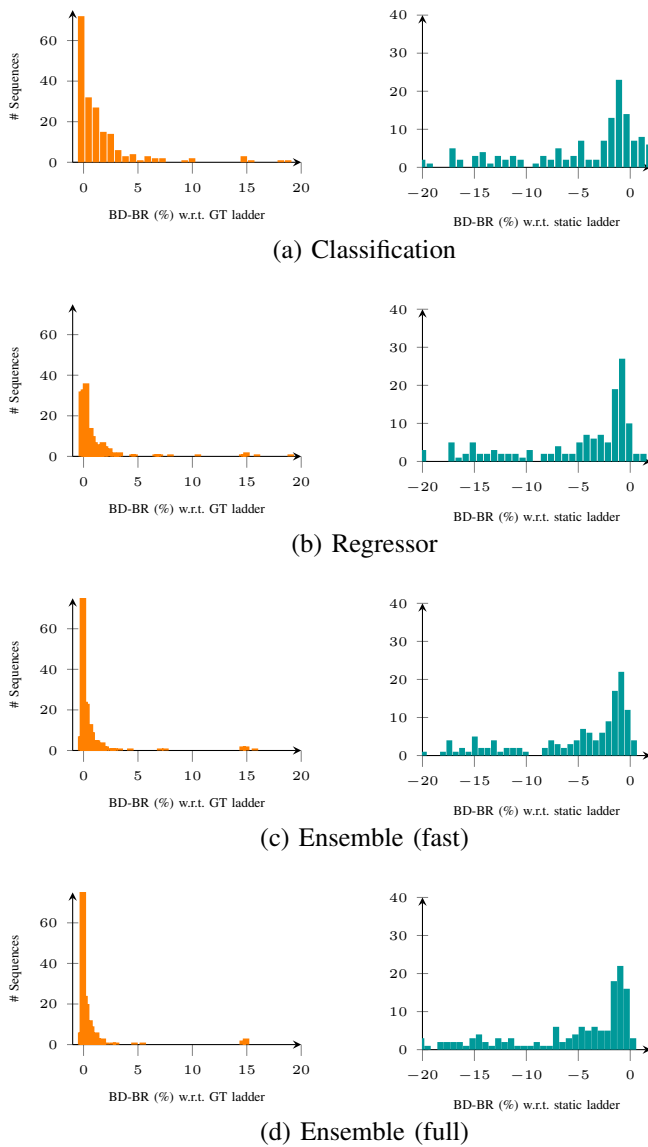 60
40
20
0
# Sequences
0 5 10 15 20
BD-BR (%) w.r.t. GT ladder
40
30
20
10
0
−20 −15 −10 −5 0
BD-BR (%) w.r.t. static ladder
(a) Classification
60
40
20
0
# Sequences
0 5 10 15 20
BD-BR (%) w.r.t. GT ladder
40
30
20
10
0
−20 −15 −10 −5 0
BD-BR (%) w.r.t. static ladder
(b) Regressor
60
40
20
0
# Sequences
0 5 10 15 20
BD-BR (%) w.r.t. GT ladder
40
30
20
10
0
−20 −15 −10 −5 0
BD-BR (%) w.r.t. static ladder
(c) Ensemble (fast)
60
40
20
0
# Sequences
0 5 10 15 20
BD-BR (%) w.r.t. GT ladder
40
30
20
10
0
−20 −15 −10 −5 0
BD-BR (%) w.r.t. static ladder
(d) Ensemble (full)